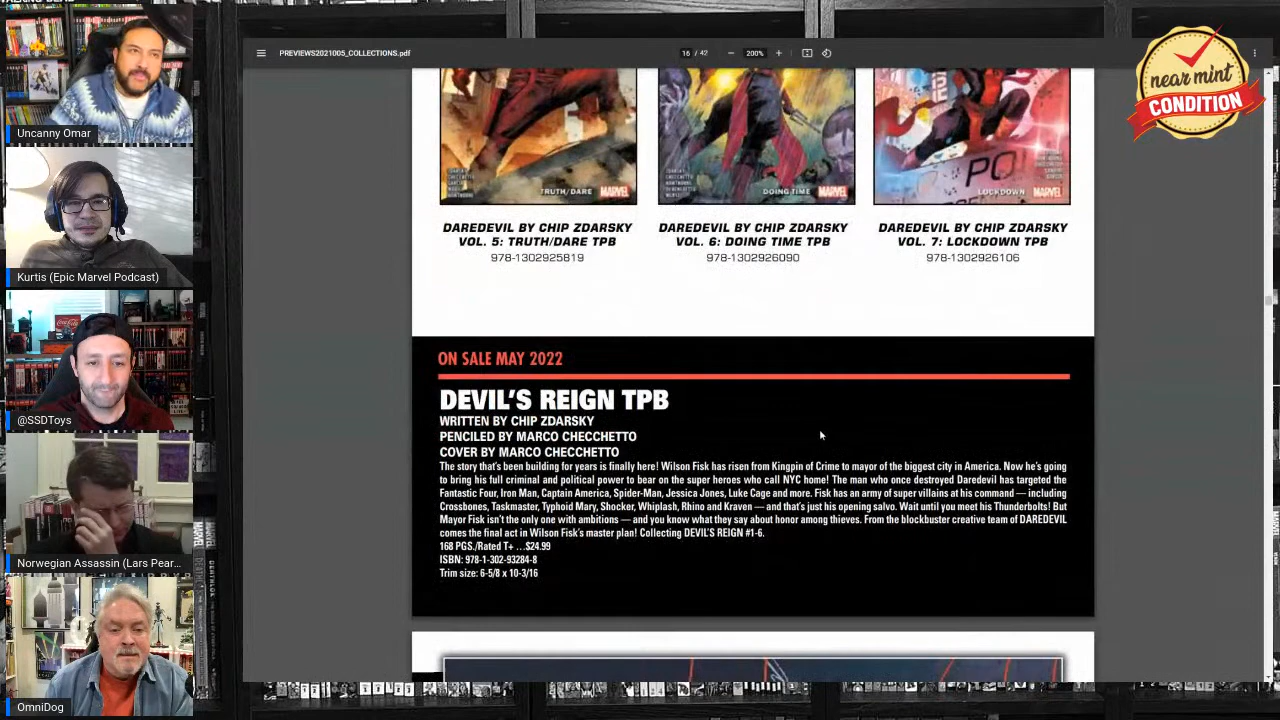 Uncanny Omar
Kurtis (Epic Marvel Podcast)
@SSDToys
Norwegian Assassin (Lars Pear...
OmniDog
PREVIEWS2021005_COLLECTIONS.pdf
16 / 42
200%
near mint
CONDITION
TRUTH/DARE MARVEL
DOING TIME MARVEL
LOCKDOWN MARVEL
DAREDEVIL BY CHIP ZDARSKY
VOL. 5: TRUTH/DARE TPB
978-1302925819
DAREDEVIL BY CHIP ZDARSKY
VOL. 6: DOING TIME TPB
978-1302926090
DAREDEVIL BY CHIP ZDARSKY
VOL. 7: LOCKDOWN TPB
978-1302926106
ON SALE MAY 2022
DEVIL'S REIGN TPB
WRITTEN BY CHIP ZDARSKY
PENCILED BY MARCO CHECCHETTO
COVER BY MARCO CHECCHETTO
The story that's been building for years is finally here! Wilson Fisk has risen from Kingpin of Crime to mayor of the biggest city in America. Now he's going
to bring his full criminal and political power to bear on the super heroes who call NYC home! The man who once destroyed Daredevil has targeted the
Fantastic Four, Iron Man, Captain America, Spider-Man, Jessica Jones, Luke Cage and more. Fisk has an army of super villains at his command — including
Crossbones, Taskmaster, Typhoid Mary, Shocker, Whiplash, Rhino and Kraven — and that's just his opening salvo. Wait until you meet his Thunderbolts! But
Mayor Fisk isn't the only one with ambitions — and you know what they say about honor among thieves. From the blockbuster creative team of DAREDEVIL
comes the final act in Wilson Fisk's master plan! Collecting DEVIL'S REIGN #1-6.
168 PGS./Rated T+ ...$24.99
ISBN: 978-1-302-93284-8
Trim size: 6-5/8 x 10-3/16